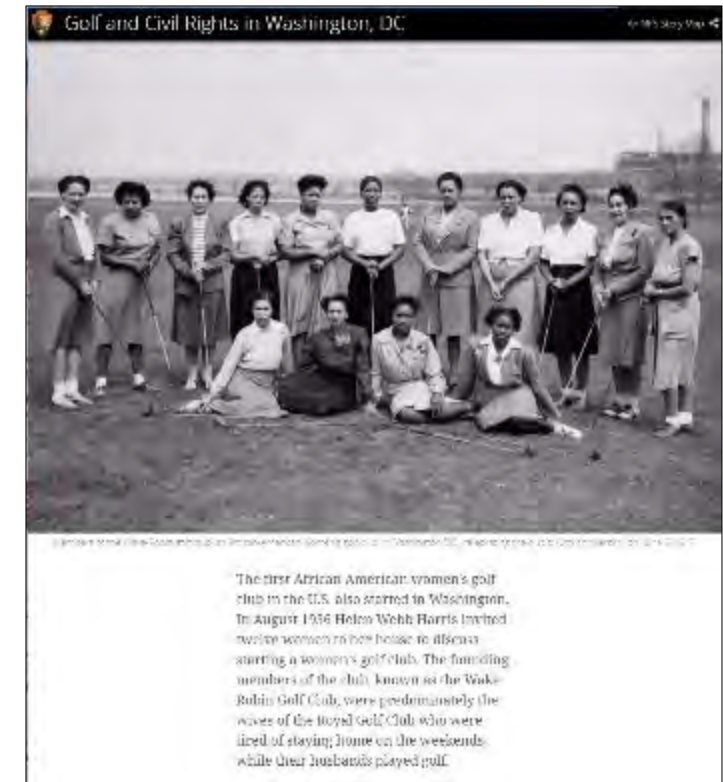 Golf and Civil Rights in Washington, DC
Story Map
The first African American women's golf
club in the U.S. also started in Washington.
In August 1936 Helen Webb Harris invited
twelve women to her house to discuss
starting a women's golf club. The founding
members of the club, known as the Wake
Robin Golf Club, were predominately the
wives of the Royal Golf Club who were
tired of staying home on the weekends
while their husbands played golf.